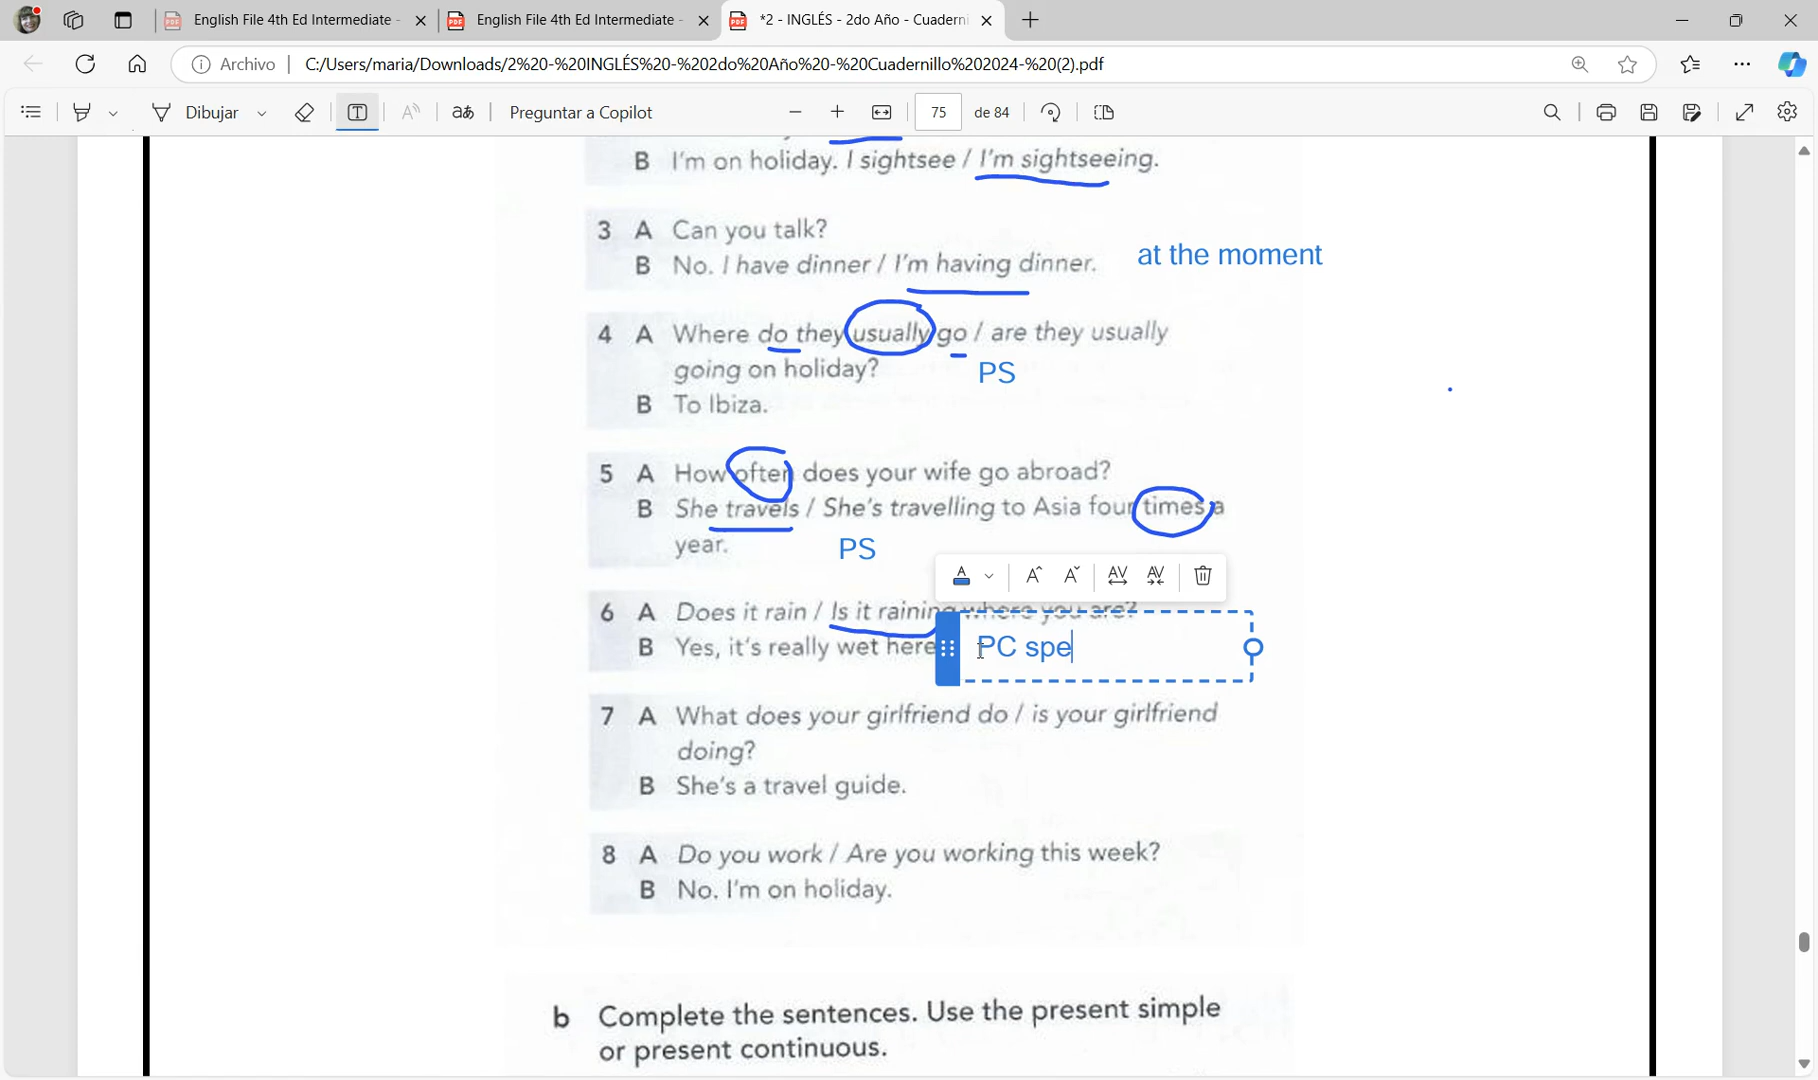 English File 4th Ed Intermediate -
English File 4th Ed Intermediate -
*2 - INGLÉS - 2do Año - Cuaderni
Archivo
C:/Users/maria/Downloads/2%20-%20INGLÉS%20-%202do%20Año%20-%20Cuadernillo%202024-%20(2).pdf
Dibujar
Preguntar a Copilot
75
de 84
B I'm on holiday. I sightsee / I'm sightseeing.
3 A Can you talk?
B No. I have dinner / I'm having dinner.
at the moment
4 A Where do they usually go / are they usually
going on holiday?
PS
B To Ibiza.
5 A How often does your wife go abroad?
B She travels / She's travelling to Asia four times a
year.
PS
6 A Does it rain / Is it raining where you are?
B Yes, it's really wet here
PC spe
7 A What does your girlfriend do / is your girlfriend
doing?
B She's a travel guide.
8 A Do you work / Are you working this week?
B No. I'm on holiday.
b Complete the sentences. Use the present simple
or present continuous.